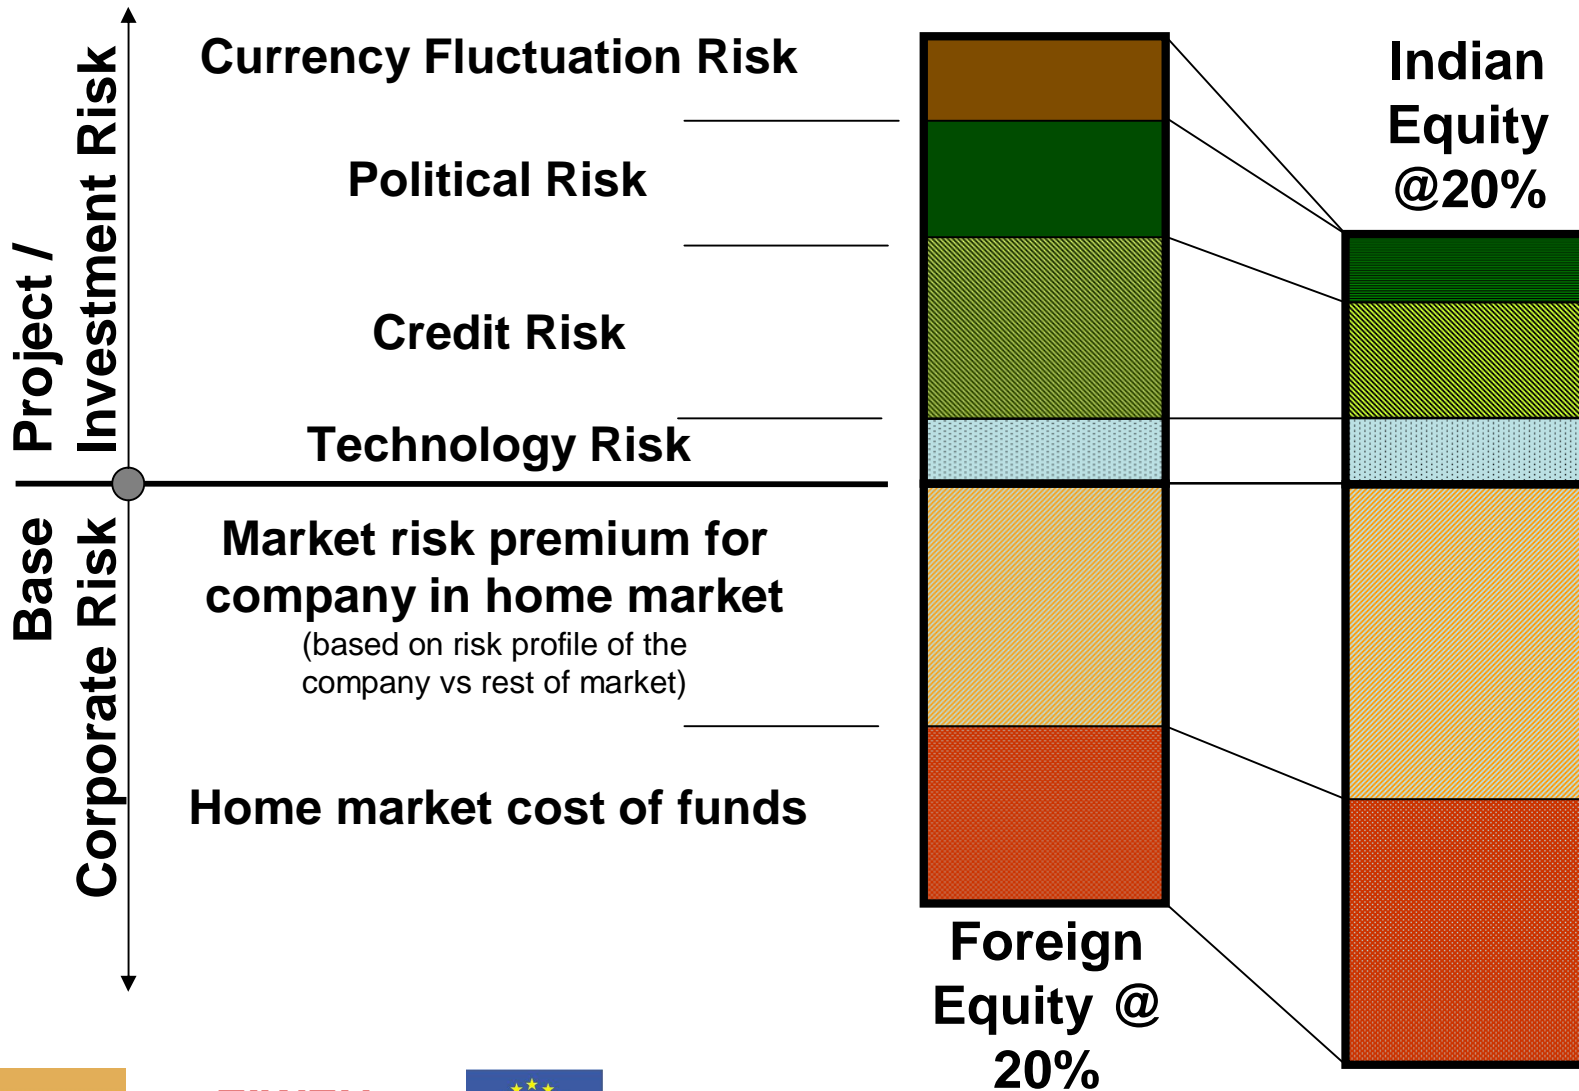 Project /
Investment Risk
Base
Corporate Risk
Currency Fluctuation Risk
Political Risk
Credit Risk
Technology Risk
Market risk premium for
company in home market
(based on risk profile of the
company vs rest of market)
Home market cost of funds
Foreign
Equity @
20%
Indian
Equity
@20%